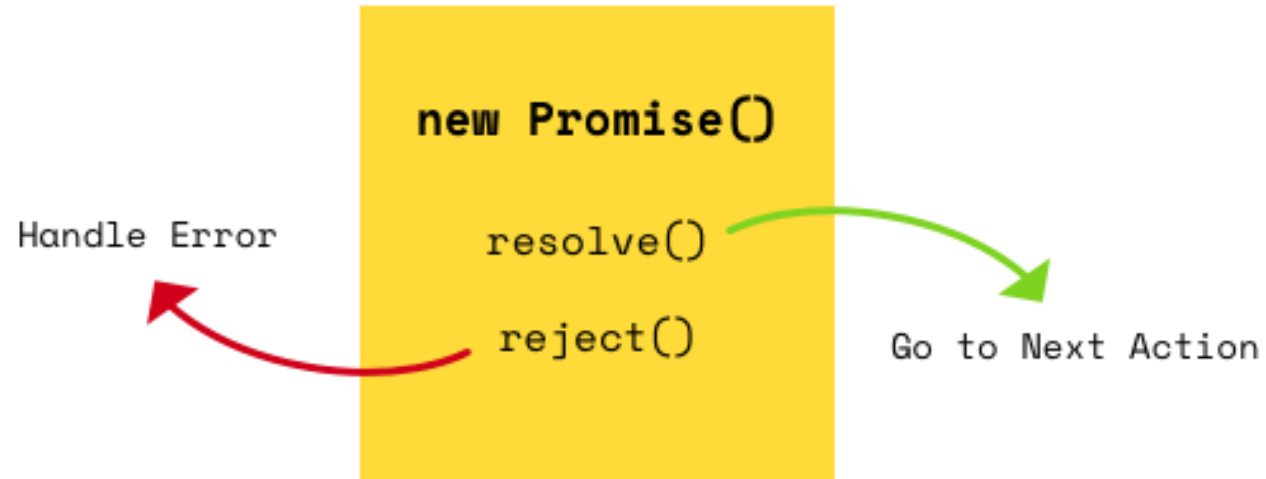 new Promise()
Handle Error
resolve()
reject()
Go to Next Action